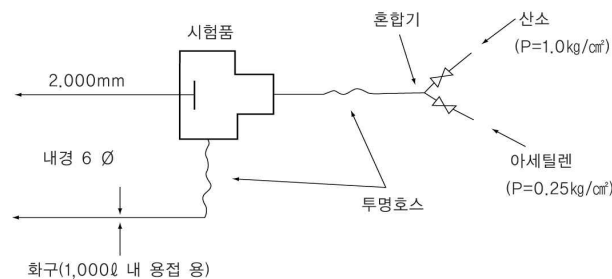 시험품
혼합기
산소
(P=1.0kg/㎠)
2,000mm
아세틸렌
(P=0.25kg/㎠)
내경 6 Ø
투명호스
화구(1,000ℓ 내 용접 용)